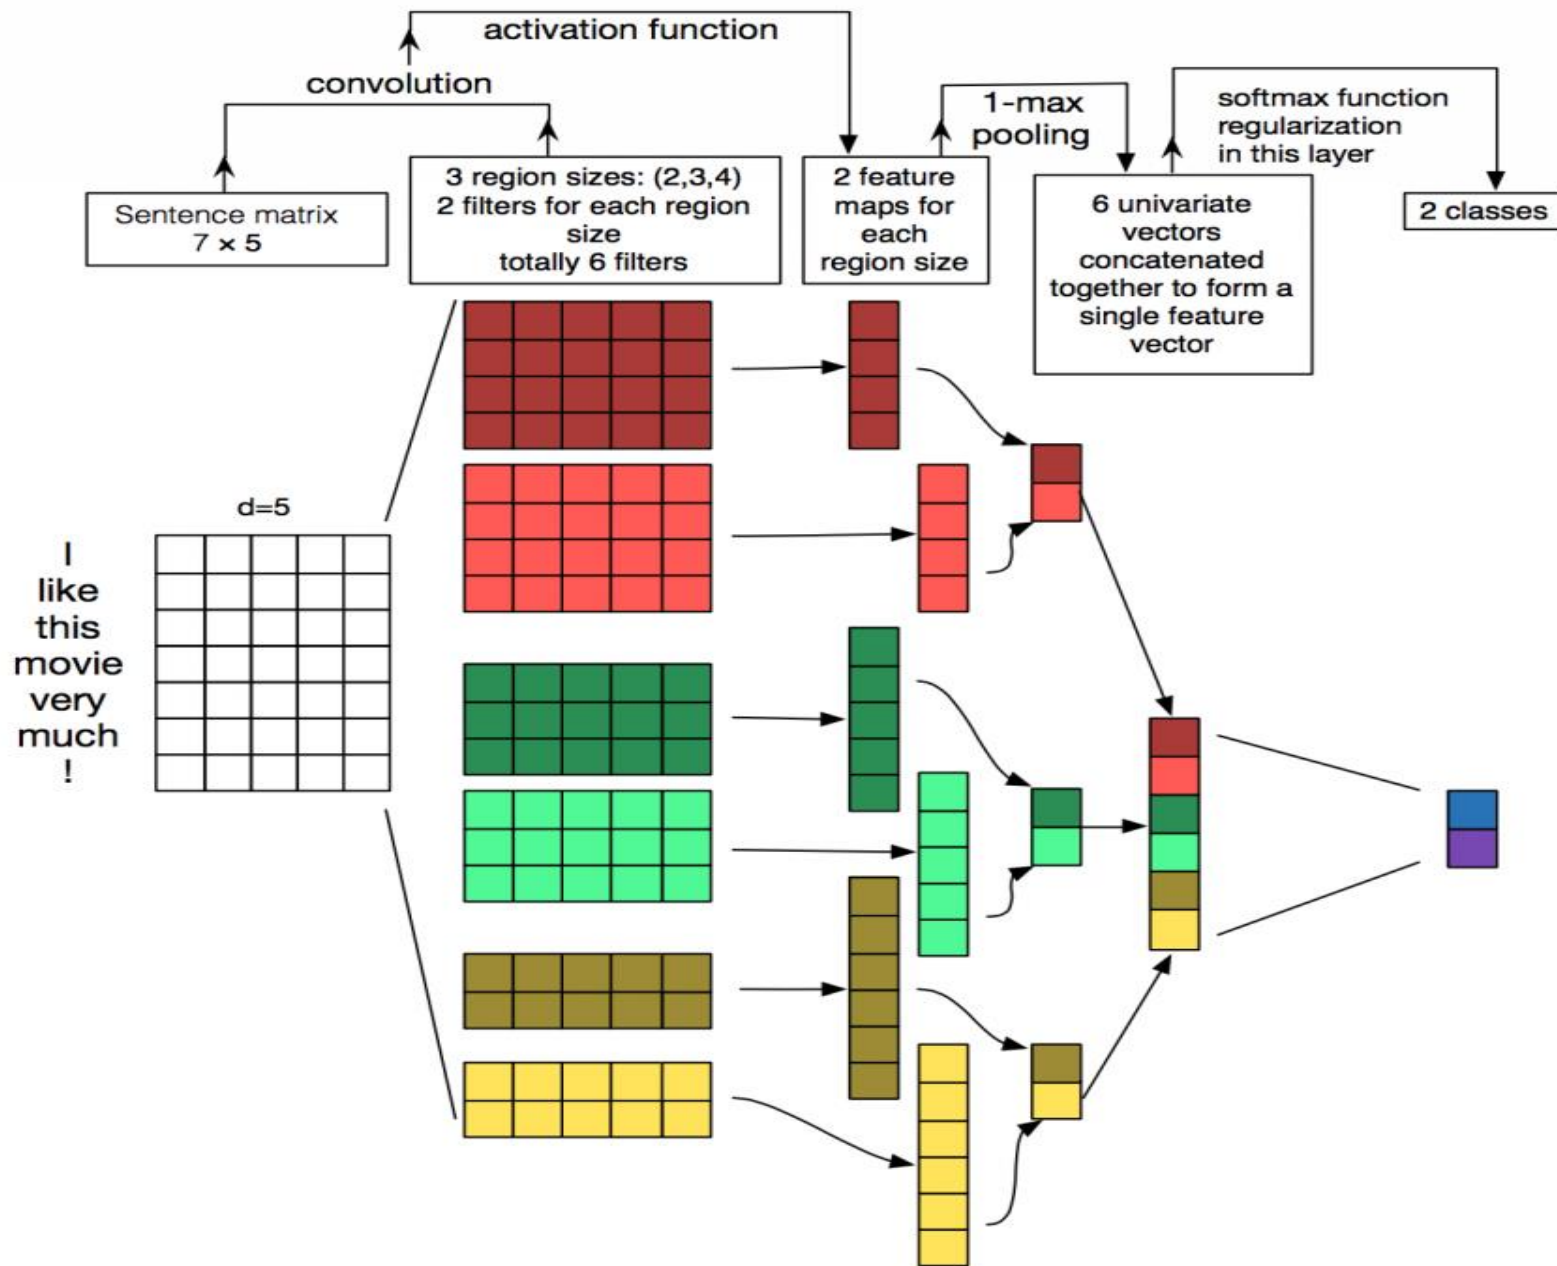 activation function
convolution
1-max
pooling
softmax function
regularization
in this layer
Sentence matrix
7 × 5
3 region sizes: (2,3,4)
2 filters for each region
size
totally 6 filters
2 feature
maps for
each
region size
6 univariate
vectors
concatenated
together to form a
single feature
vector
2 classes
d=5
I
like
this
movie
very
much
!